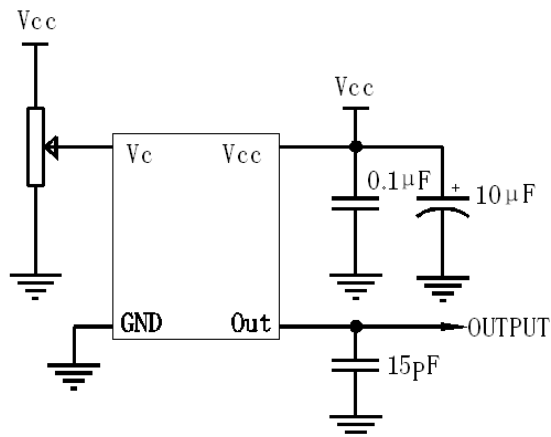 Vcc
Vcc
Vc Vcc
0.1μF
+
10μF
GND Out
OUTPUT
15pF